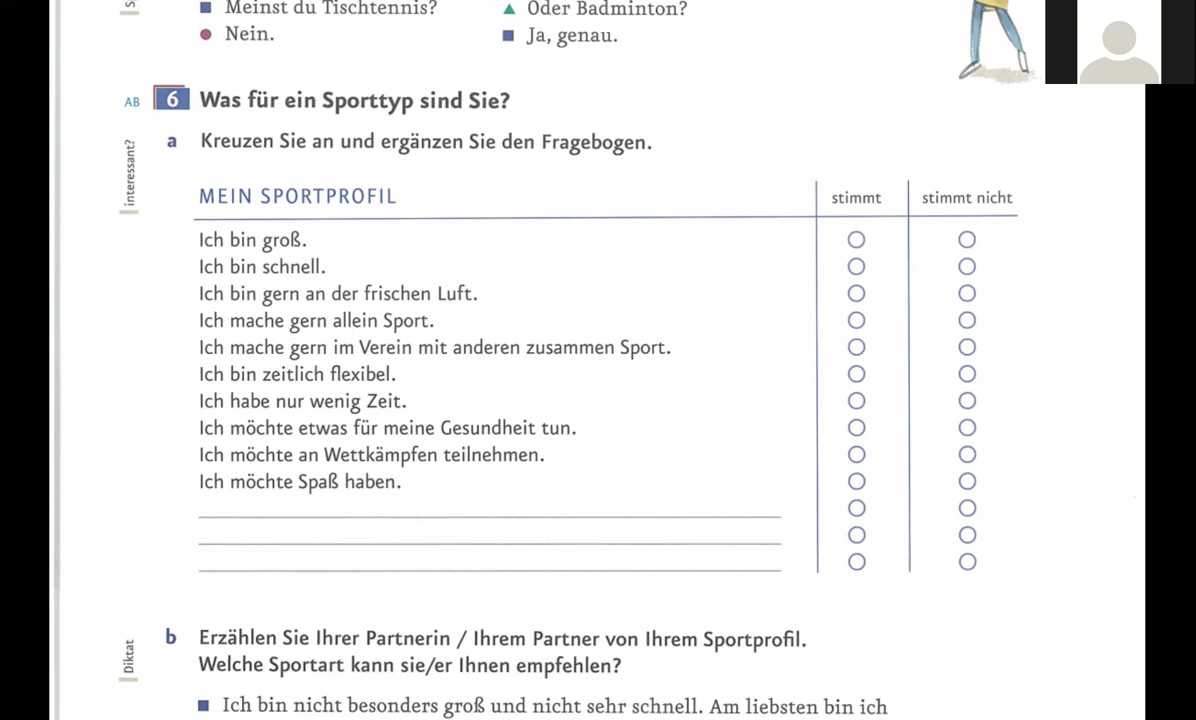 Meinst du Tischtennis?
Nein.
Oder Badminton?
Ja, genau.
AB 6 Was für ein Sporttyp sind Sie?
interessant?
a Kreuzen Sie an und ergänzen Sie den Fragebogen.
MEIN SPORTPROFIL stimmt stimmt nicht
Ich bin groß.
Ich bin schnell.
Ich bin gern an der frischen Luft.
Ich mache gern allein Sport.
Ich mache gern im Verein mit anderen zusammen Sport.
Ich bin zeitlich flexibel.
Ich habe nur wenig Zeit.
Ich möchte etwas für meine Gesundheit tun.
Ich möchte an Wettkämpfen teilnehmen.
Ich möchte Spaß haben.
Diktat
b Erzählen Sie Ihrer Partnerin / Ihrem Partner von Ihrem Sportprofil.
Welche Sportart kann sie/er Ihnen empfehlen?
Ich bin nicht besonders groß und nicht sehr schnell. Am liebsten bin ich